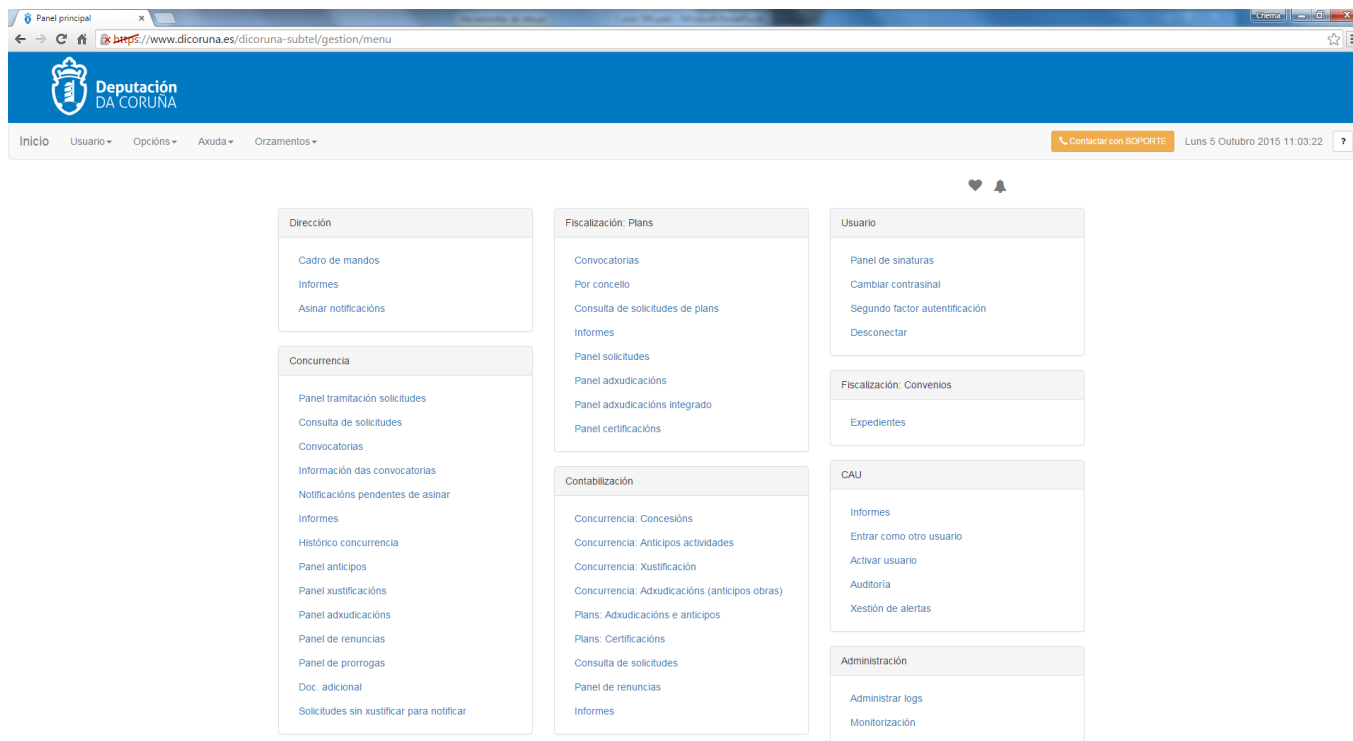 Panel principal
Chema
https://www.dicoruna.es/dicoruna-subtel/gestion/menu
Deputación
DA CORUÑA
Inicio Usuario Opcións Axuda Orzamentos Contactar con SOPORTE Luns 5 Outubro 2015 11:03:22 ?
Dirección
Cadro de mandos
Informes
Asinar notificacións
Concurrencia
Panel tramitación solicitudes
Consulta de solicitudes
Convocatorias
Información das convocatorias
Notificacións pendentes de asinar
Informes
Histórico concurrencia
Panel anticipos
Panel xustificacións
Panel adxudicacións
Panel de renuncias
Panel de prorrogas
Doc. adicional
Solicitudes sin xustificar para notificar
Fiscalización: Plans
Convocatorias
Por concello
Consulta de solicitudes de plans
Informes
Panel solicitudes
Panel adxudicacións
Panel adxudicacións integrado
Panel certificacións
Contabilización
Concurrencia: Concesións
Concurrencia: Anticipos actividades
Concurrencia: Xustificación
Concurrencia: Adxudicacións (anticipos obras)
Plans: Adxudicacións e anticipos
Plans: Certificacións
Consulta de solicitudes
Panel de renuncias
Informes
Usuario
Panel de sinaturas
Cambiar contrasinal
Segundo factor autentificación
Desconectar
Fiscalización: Convenios
Expedientes
CAU
Informes
Entrar como otro usuario
Activar usuario
Auditoría
Xestión de alertas
Administración
Administrar logs
Monitorización